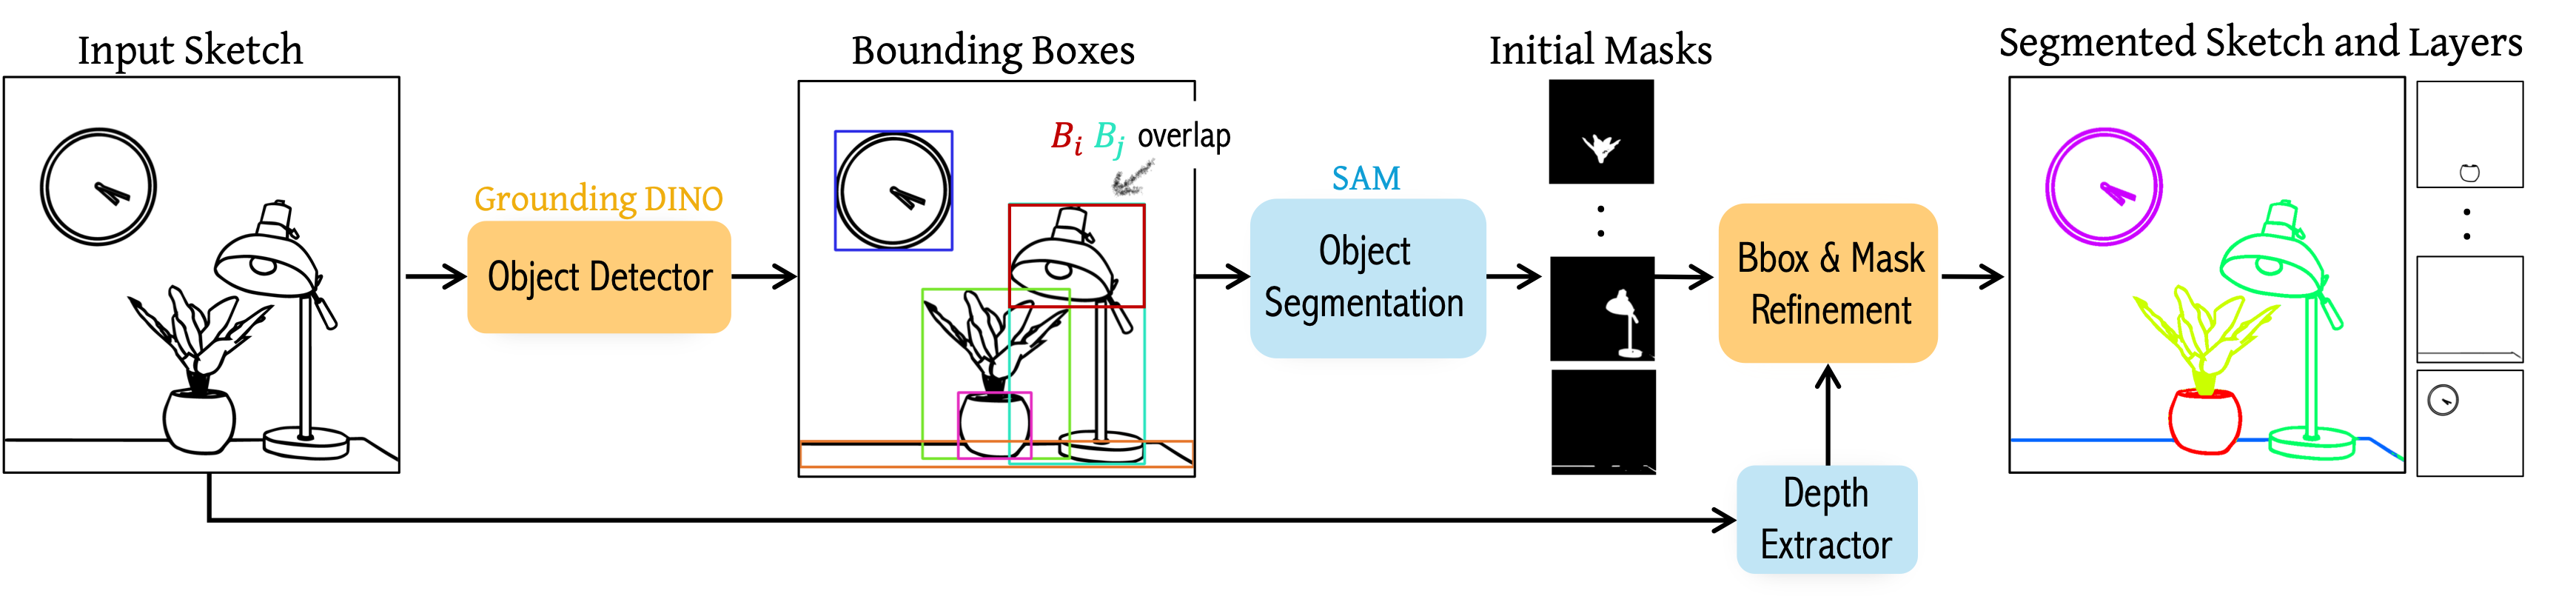 Input Sketch
Grounding DINO
Object Detector
Bounding Boxes
B_i B_j overlap
SAM
Object
Segmentation
Initial Masks
Bbox & Mask
Refinement
Depth
Extractor
Segmented Sketch and Layers